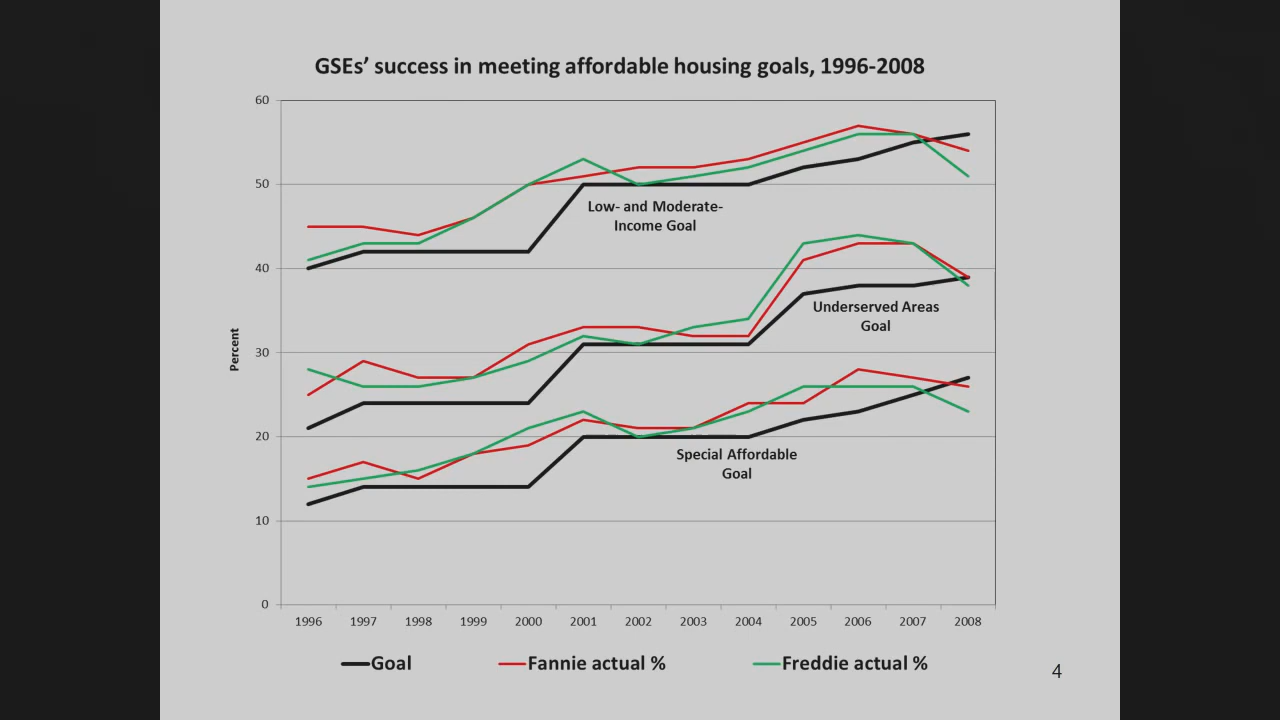 GSEs’ success in meeting affordable housing goals, 1996-2008
60
50
40
30
20
10
0
Percent
Low- and Moderate-
Income Goal
Underserved Areas
Goal
Special Affordable
Goal
1996 1997 1998 1999 2000 2001 2002 2003 2004 2005 2006 2007 2008
Goal Fannie actual % Freddie actual %
4